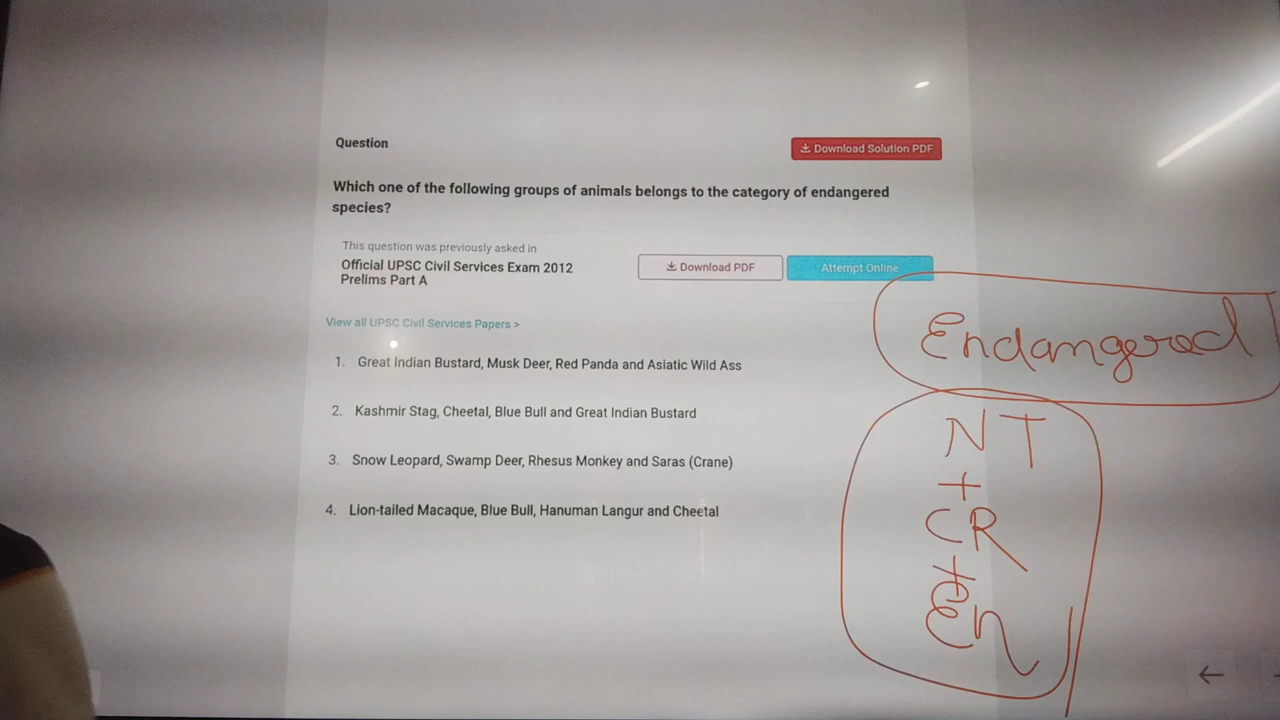 Question
Download Solution PDF
Which one of the following groups of animals belongs to the category of endangered
species?
This question was previously asked in
Official UPSC Civil Services Exam 2012
Prelims Part A
Download PDF
Attempt Online
View all UPSC Civil Services Papers >
1. Great Indian Bustard, Musk Deer, Red Panda and Asiatic Wild Ass
2. Kashmir Stag, Cheetal, Blue Bull and Great Indian Bustard
3. Snow Leopard, Swamp Deer, Rhesus Monkey and Saras (Crane)
4. Lion-tailed Macaque, Blue Bull, Hanuman Langur and Cheetal
Endangered
NT
+
CR
+
En